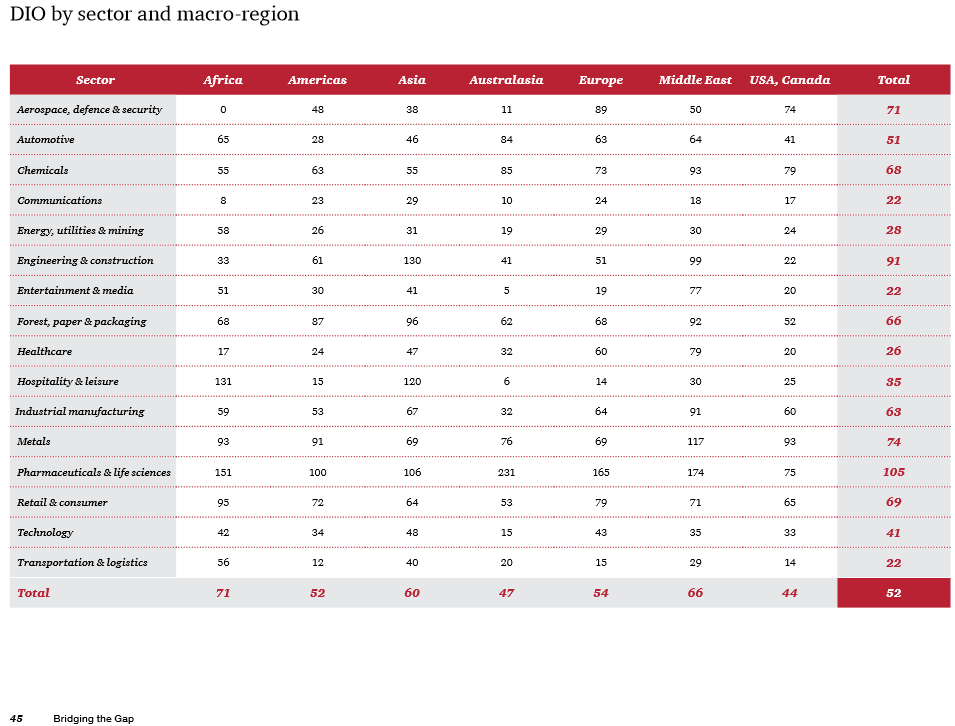 DIO by sector and macro-region
Sector Africa Americas Asia Australasia Europe Middle East USA, Canada Total
Aerospace, defence & security 0 48 38 11 89 50 74 71
Automotive 65 28 46 84 63 64 41 51
Chemicals 55 63 55 85 73 93 79 68
Communications 8 23 29 10 24 18 17 22
Energy, utilities & mining 58 26 31 19 29 30 24 28
Engineering & construction 33 61 130 41 51 99 22 91
Entertainment & media 51 30 41 5 19 77 20 22
Forest, paper & packaging 68 87 96 62 68 92 52 66
Healthcare 17 24 47 32 60 79 20 26
Hospitality & leisure 131 15 120 6 14 30 25 35
Industrial manufacturing 59 53 67 32 64 91 60 63
Metals 93 91 69 76 69 117 93 74
Pharmaceuticals & life sciences 151 100 106 231 165 174 75 105
Retail & consumer 95 72 64 53 79 71 65 69
Technology 42 34 48 15 43 35 33 41
Transportation & logistics 56 12 40 20 15 29 14 22
Total 71 52 60 47 54 66 44 52
45 Bridging the Gap